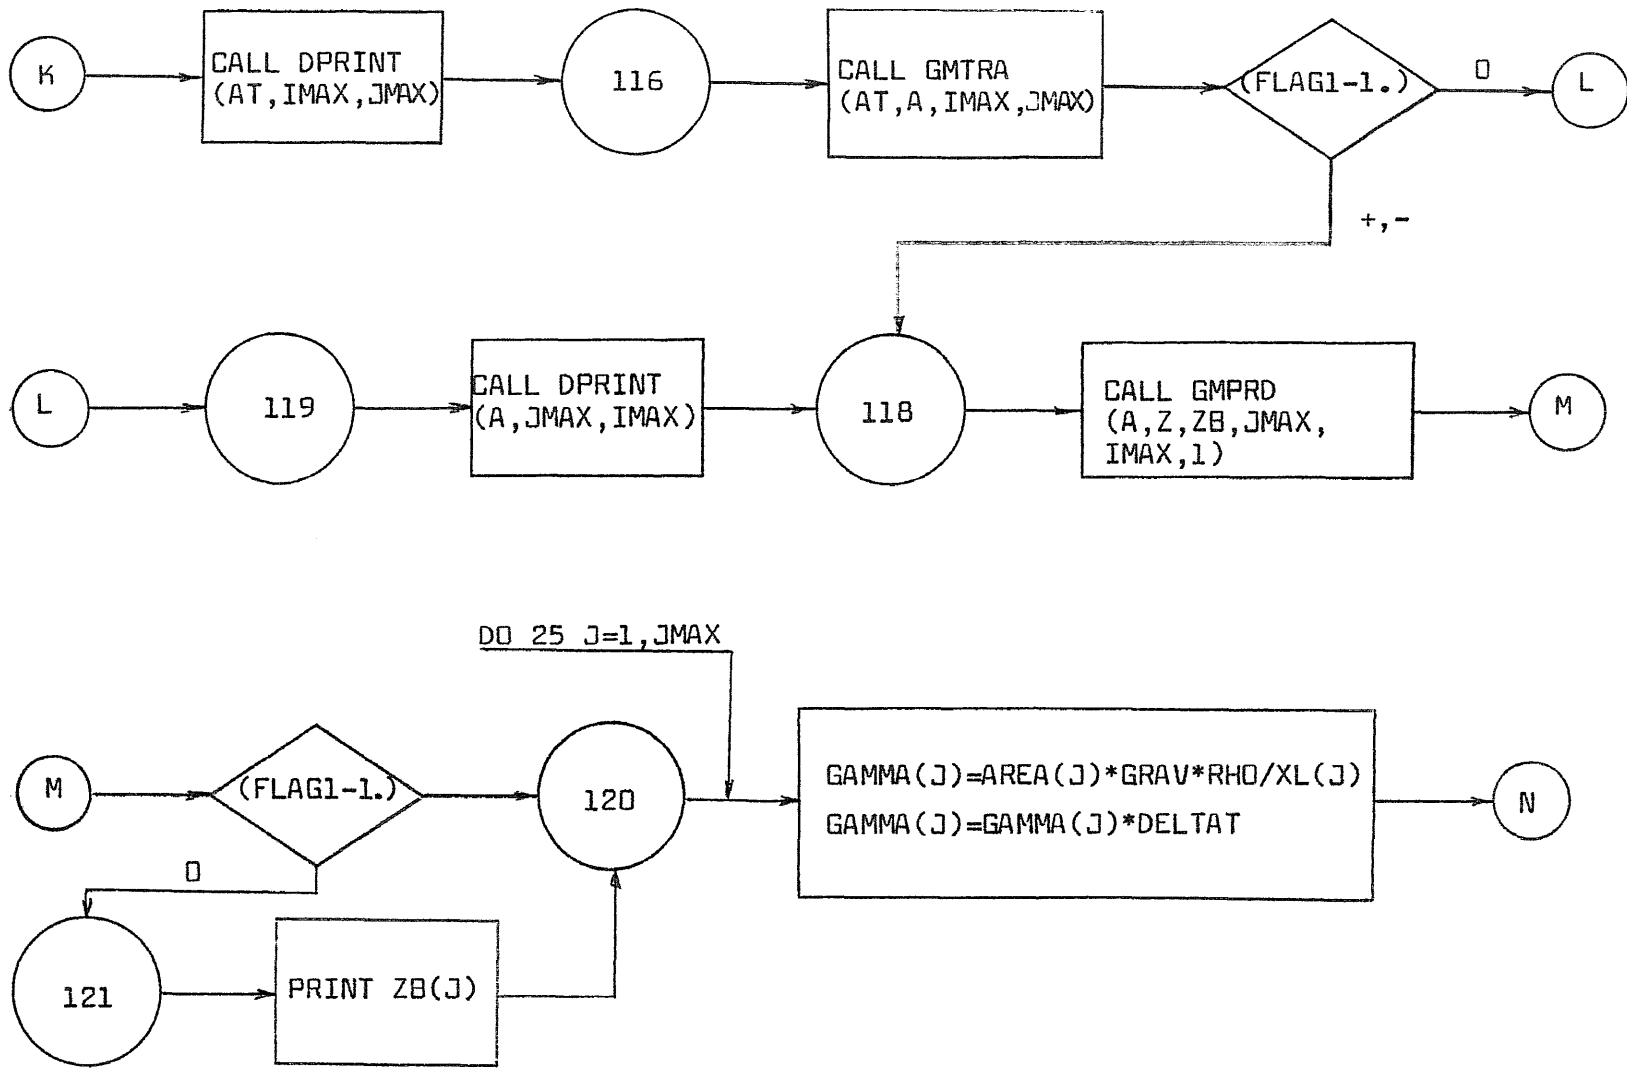 K
CALL DPRINT
(AT,IMAX,JMAX)
116
CALL GMTRA
(AT,A,IMAX,JMAX)
(FLAG1-1.)
0
L
+,-
L
119
CALL DPRINT
(A,JMAX,IMAX)
118
CALL GMPRD
(A,Z,ZB,JMAX,
IMAX,1)
M
DO 25 J=1,JMAX
M
(FLAG1-1.)
120
GAMMA(J)=AREA(J)*GRAV*RHO/XL(J)
GAMMA(J)=GAMMA(J)*DELTAT
N
0
121
PRINT ZB(J)